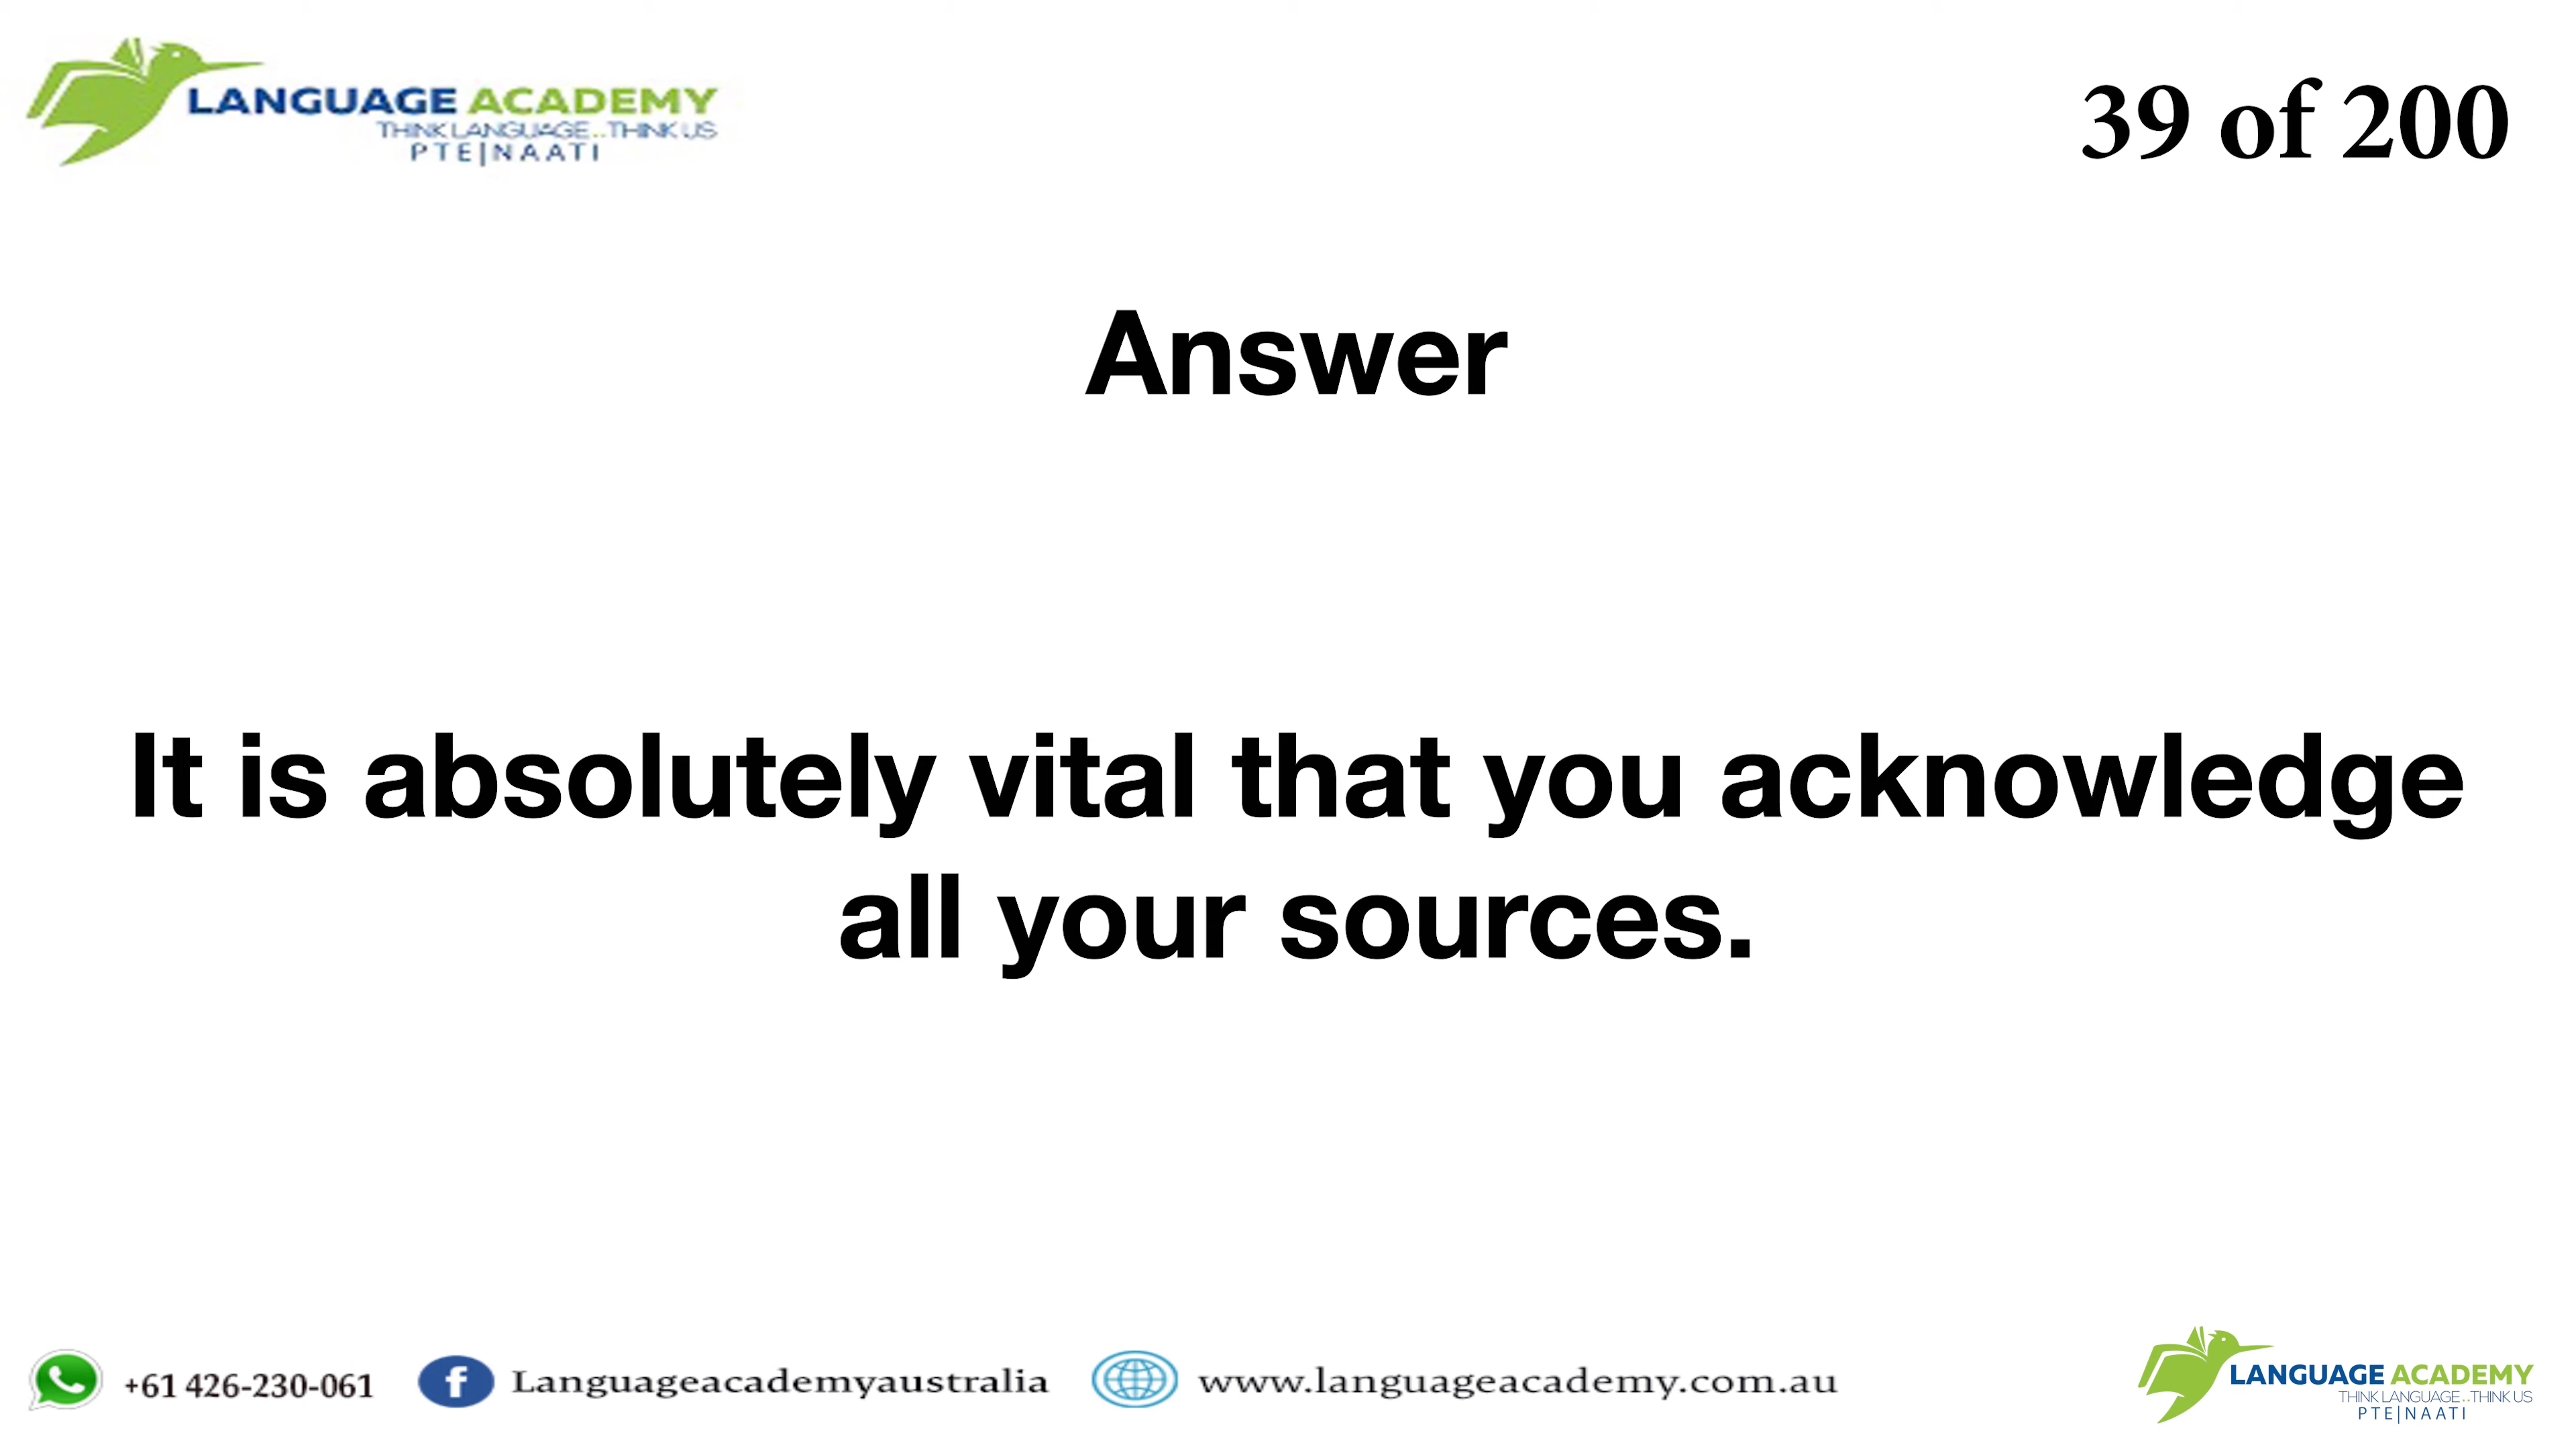 LANGUAGE ACADEMY
THINK LANGUAGE..THINK US
PTE|NAATI
39 of 200
Answer
It is absolutely vital that you acknowledge
all your sources.
+61 426-230-061
f
Languageacademyaustralia
www.languageacademy.com.au
LANGUAGE ACADEMY
THINK LANGUAGE..THINK US
PTE|NAATI